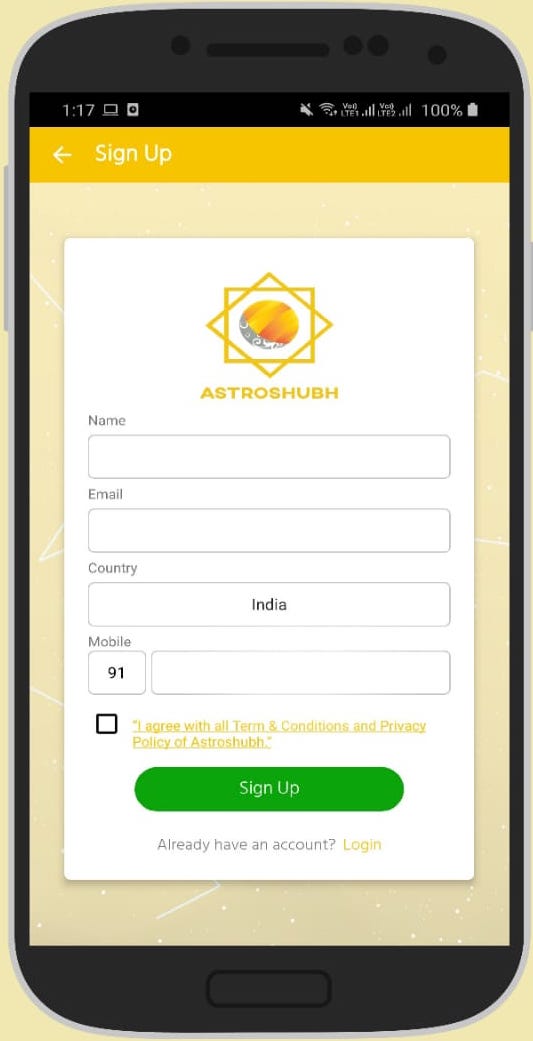 1:17 Vo)) LTE1 Vo)) LTE2 100%
Sign Up
ASTROSHUBH
Name
Email
Country
India
Mobile
91
"I agree with all Term & Conditions and Privacy
Policy of Astroshubh."
Sign Up
Already have an account? Login